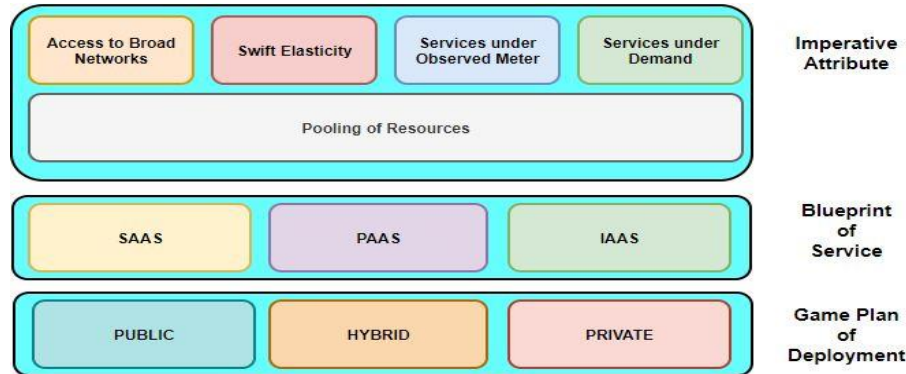 Access to Broad
Networks
Swift Elasticity
Services under
Observed Meter
Services under
Demand
Imperative
Attribute
Pooling of Resources
SAAS
PAAS
IAAS
Blueprint
of
Service
PUBLIC
HYBRID
PRIVATE
Game Plan
of
Deployment